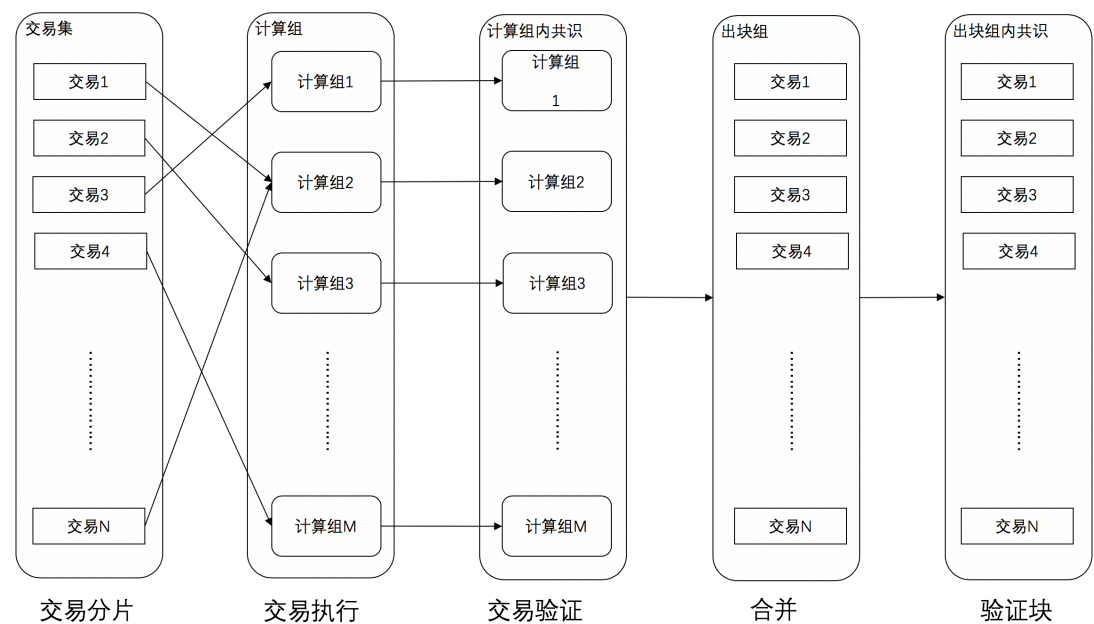 交易集
交易1
交易2
交易3
交易4
交易N
交易分片
计算组
计算组1
计算组2
计算组3
计算组M
交易执行
计算组内共识
计算组
1
计算组2
计算组3
计算组M
交易验证
出块组
交易1
交易2
交易3
交易4
交易N
合并
出块组内共识
交易1
交易2
交易3
交易4
交易N
验证块